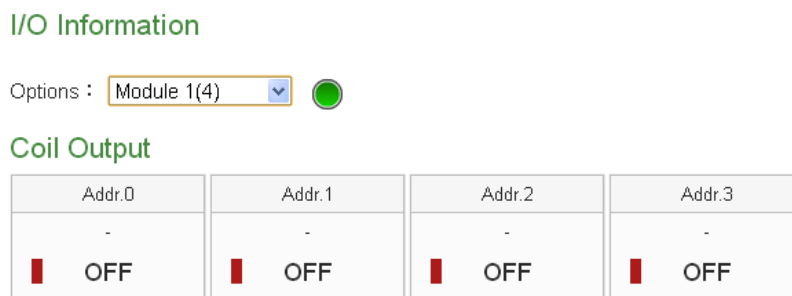 I/O Information
Options： Module 1(4)
Coil Output
Addr.0 Addr.1 Addr.2 Addr.3
- - - -
OFF OFF OFF OFF